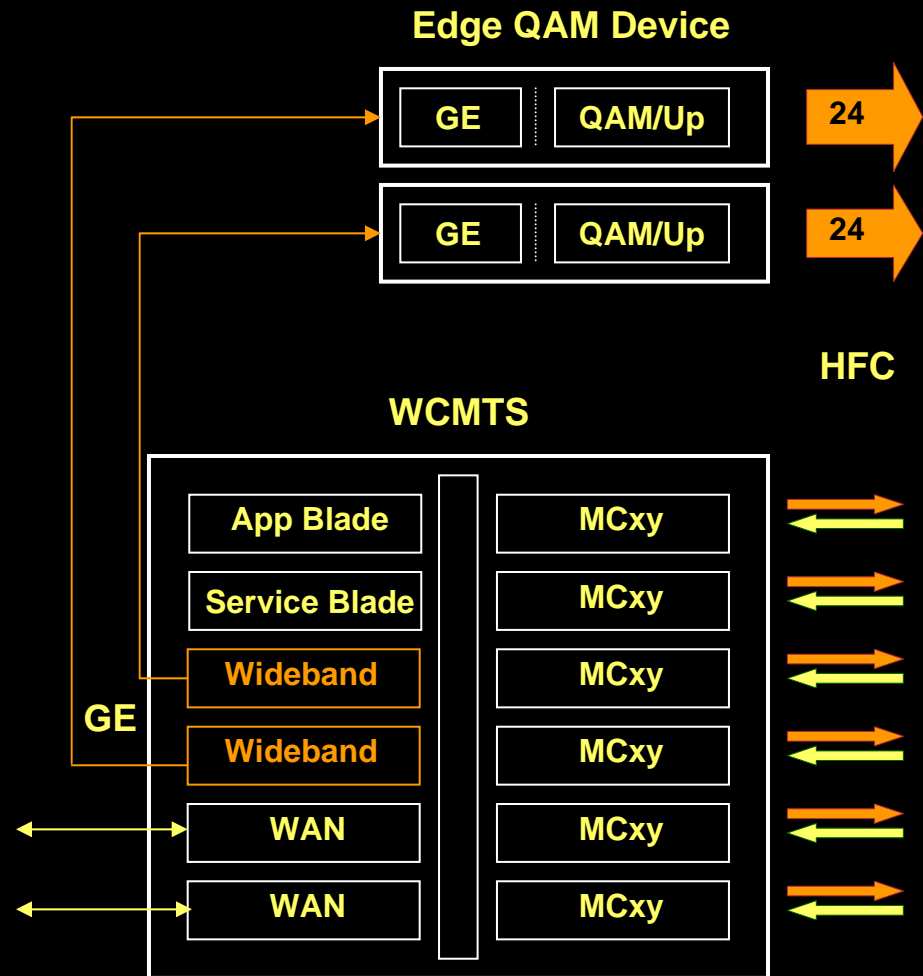 Edge QAM Device
GE QAM/Up 24
GE QAM/Up 24
HFC
WCMTS
App Blade MCxy
Service Blade MCxy
Wideband MCxy
GE
Wideband MCxy
WAN MCxy
WAN MCxy